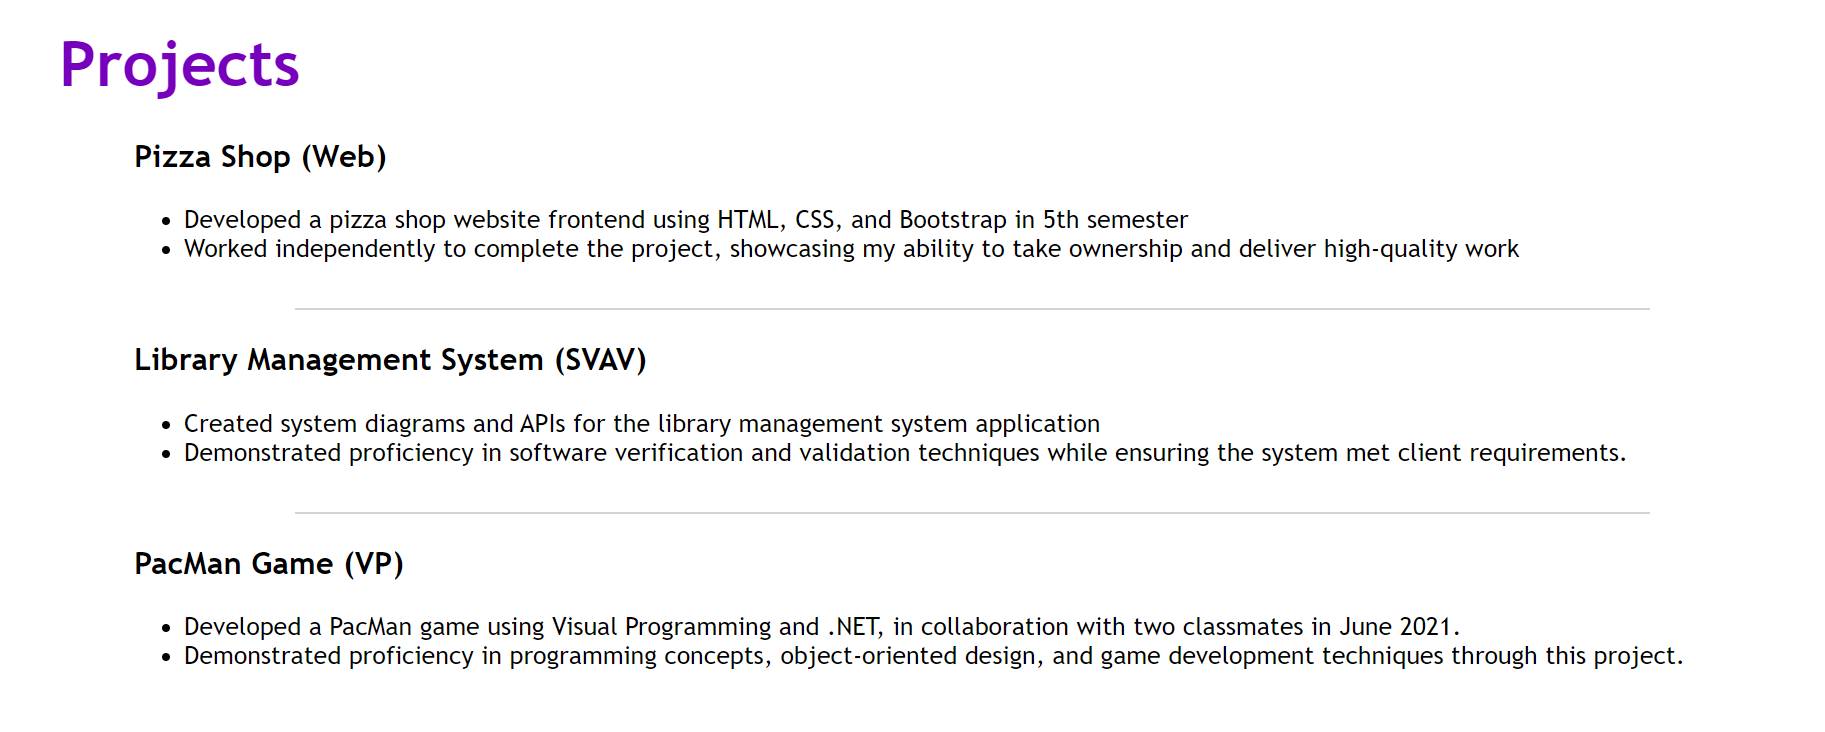 Projects
Pizza Shop (Web)
• Developed a pizza shop website frontend using HTML, CSS, and Bootstrap in 5th semester
• Worked independently to complete the project, showcasing my ability to take ownership and deliver high-quality work
Library Management System (SVAV)
• Created system diagrams and APIs for the library management system application
• Demonstrated proficiency in software verification and validation techniques while ensuring the system met client requirements.
PacMan Game (VP)
• Developed a PacMan game using Visual Programming and .NET, in collaboration with two classmates in June 2021.
• Demonstrated proficiency in programming concepts, object-oriented design, and game development techniques through this project.